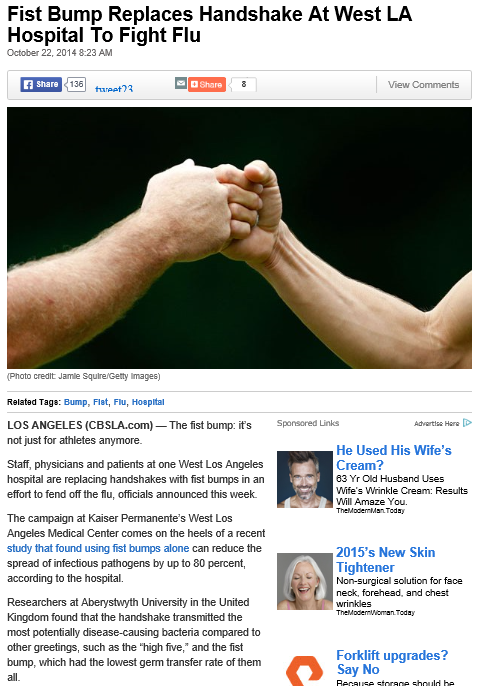 Fist Bump Replaces Handshake At West LA
Hospital To Fight Flu
October 22, 2014 8:23 AM
Share 136 tweet23 Share 8 View Comments
(Photo credit: Jamie Squire/Getty Images)
Related Tags: Bump, Fist, Flu, Hospital
LOS ANGELES (CBSLA.com) — The fist bump: it's
not just for athletes anymore.
Staff, physicians and patients at one West Los Angeles
hospital are replacing handshakes with fist bumps in an
effort to fend off the flu, officials announced this week.
The campaign at Kaiser Permanente's West Los
Angeles Medical Center comes on the heels of a recent
study that found using fist bumps alone can reduce the
spread of infectious pathogens by up to 80 percent,
according to the hospital.
Researchers at Aberystwyth University in the United
Kingdom found that the handshake transmitted the
most potentially disease-causing bacteria compared to
other greetings, such as the “high five,” and the fist
bump, which had the lowest germ transfer rate of them
all.
Sponsored Links Advertise Here
He Used His Wife's
Cream?
63 Yr Old Husband Uses
Wife's Wrinkle Cream: Results
Will Amaze You.
TheModernMan.Today
2015's New Skin
Tightener
Non-surgical solution for face
neck, forehead, and chest
wrinkles
TheModernWoman.Today
Forklift upgrades?
Say No
Because storage should be